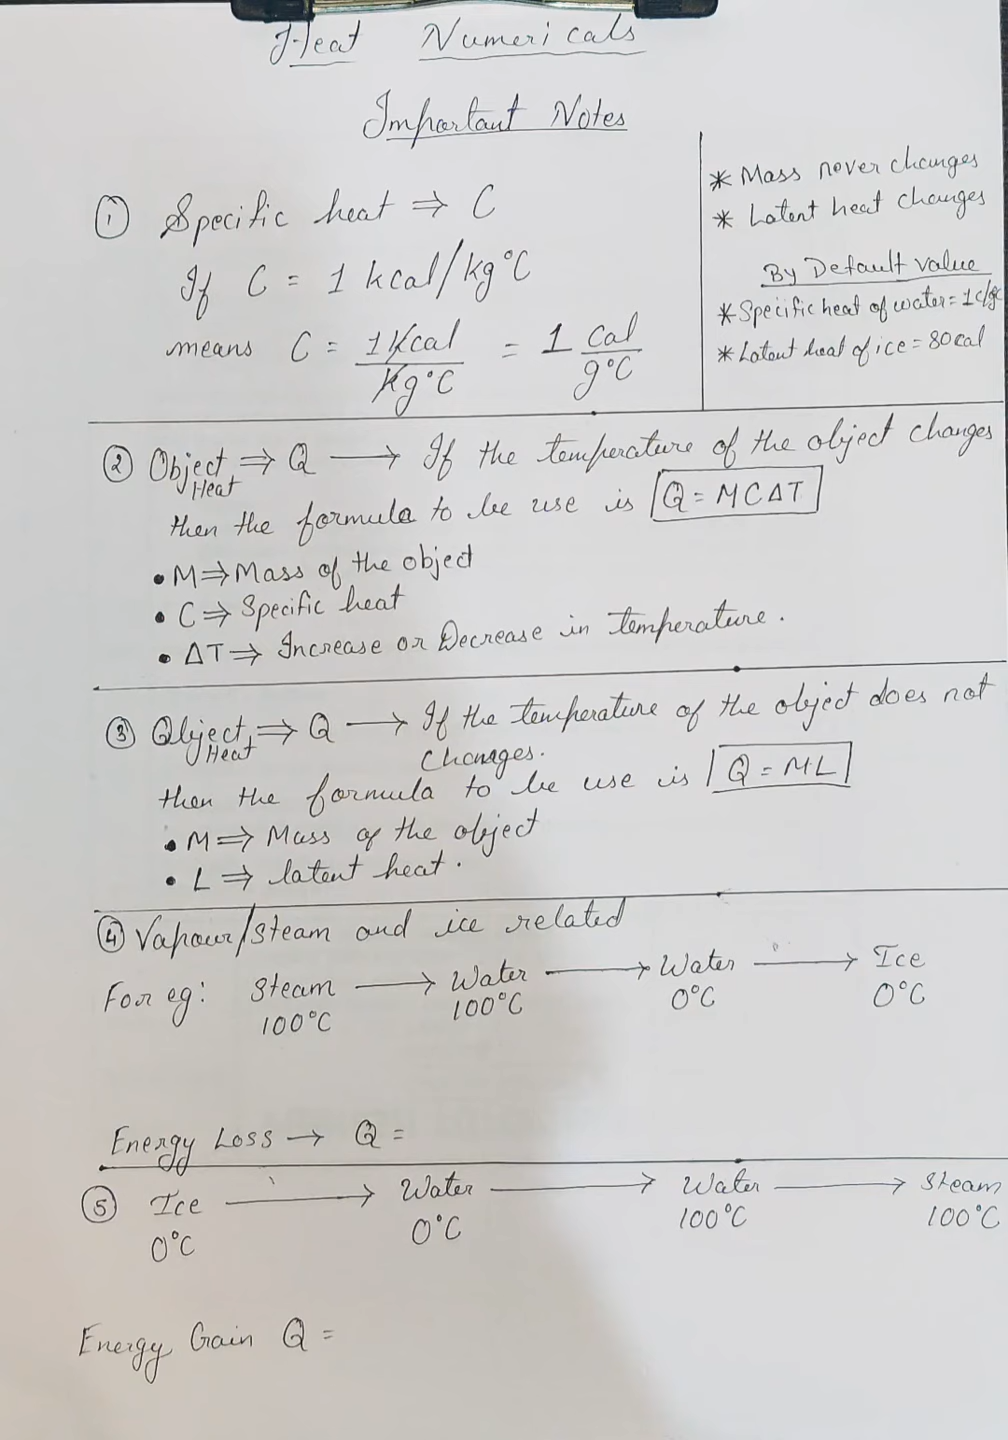 Heat Numericals
Important Notes
① Specific heat ⇒ C
If C = 1 kcal/kg°C
means C = 1 Kcal / Kg°C = 1 Cal / g°C
* Mass never changes
* Latent heat changes
By Default value
* Specific heat of water = 1 c/g°c
* Latent heat of ice = 80 cal
② Object Heat ⇒ Q → If the temperature of the object changes
then the formula to be use is Q = MCΔT
• M ⇒ Mass of the object
• C ⇒ Specific heat
• ΔT ⇒ Increase or Decrease in temperature.
③ Object Heat ⇒ Q → If the temperature of the object does not
changes.
then the formula to be use is Q = ML
• M ⇒ Mass of the object
• L ⇒ latent heat.
④ Vapour/steam and ice related
For eg: Steam → Water → Water → Ice
100°C 100°C 0°C 0°C
Energy Loss → Q =
⑤ Ice → Water → Water → Steam
0°C 0°C 100°C 100°C
Energy Gain Q =